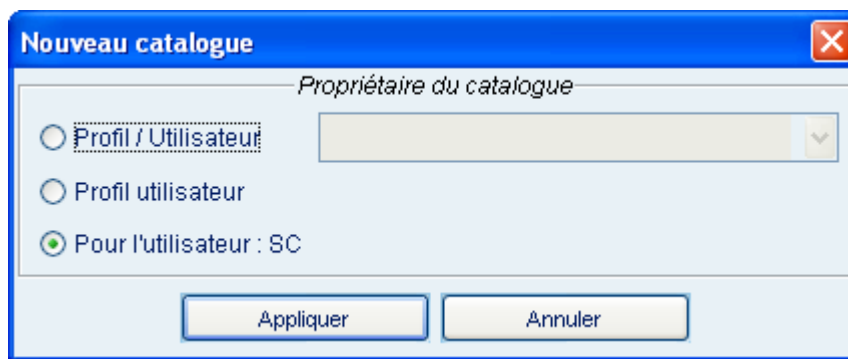 Nouveau catalogue
Propriétaire du catalogue
Profil / Utilisateur
Profil utilisateur
Pour l'utilisateur : SC
Appliquer
Annuler